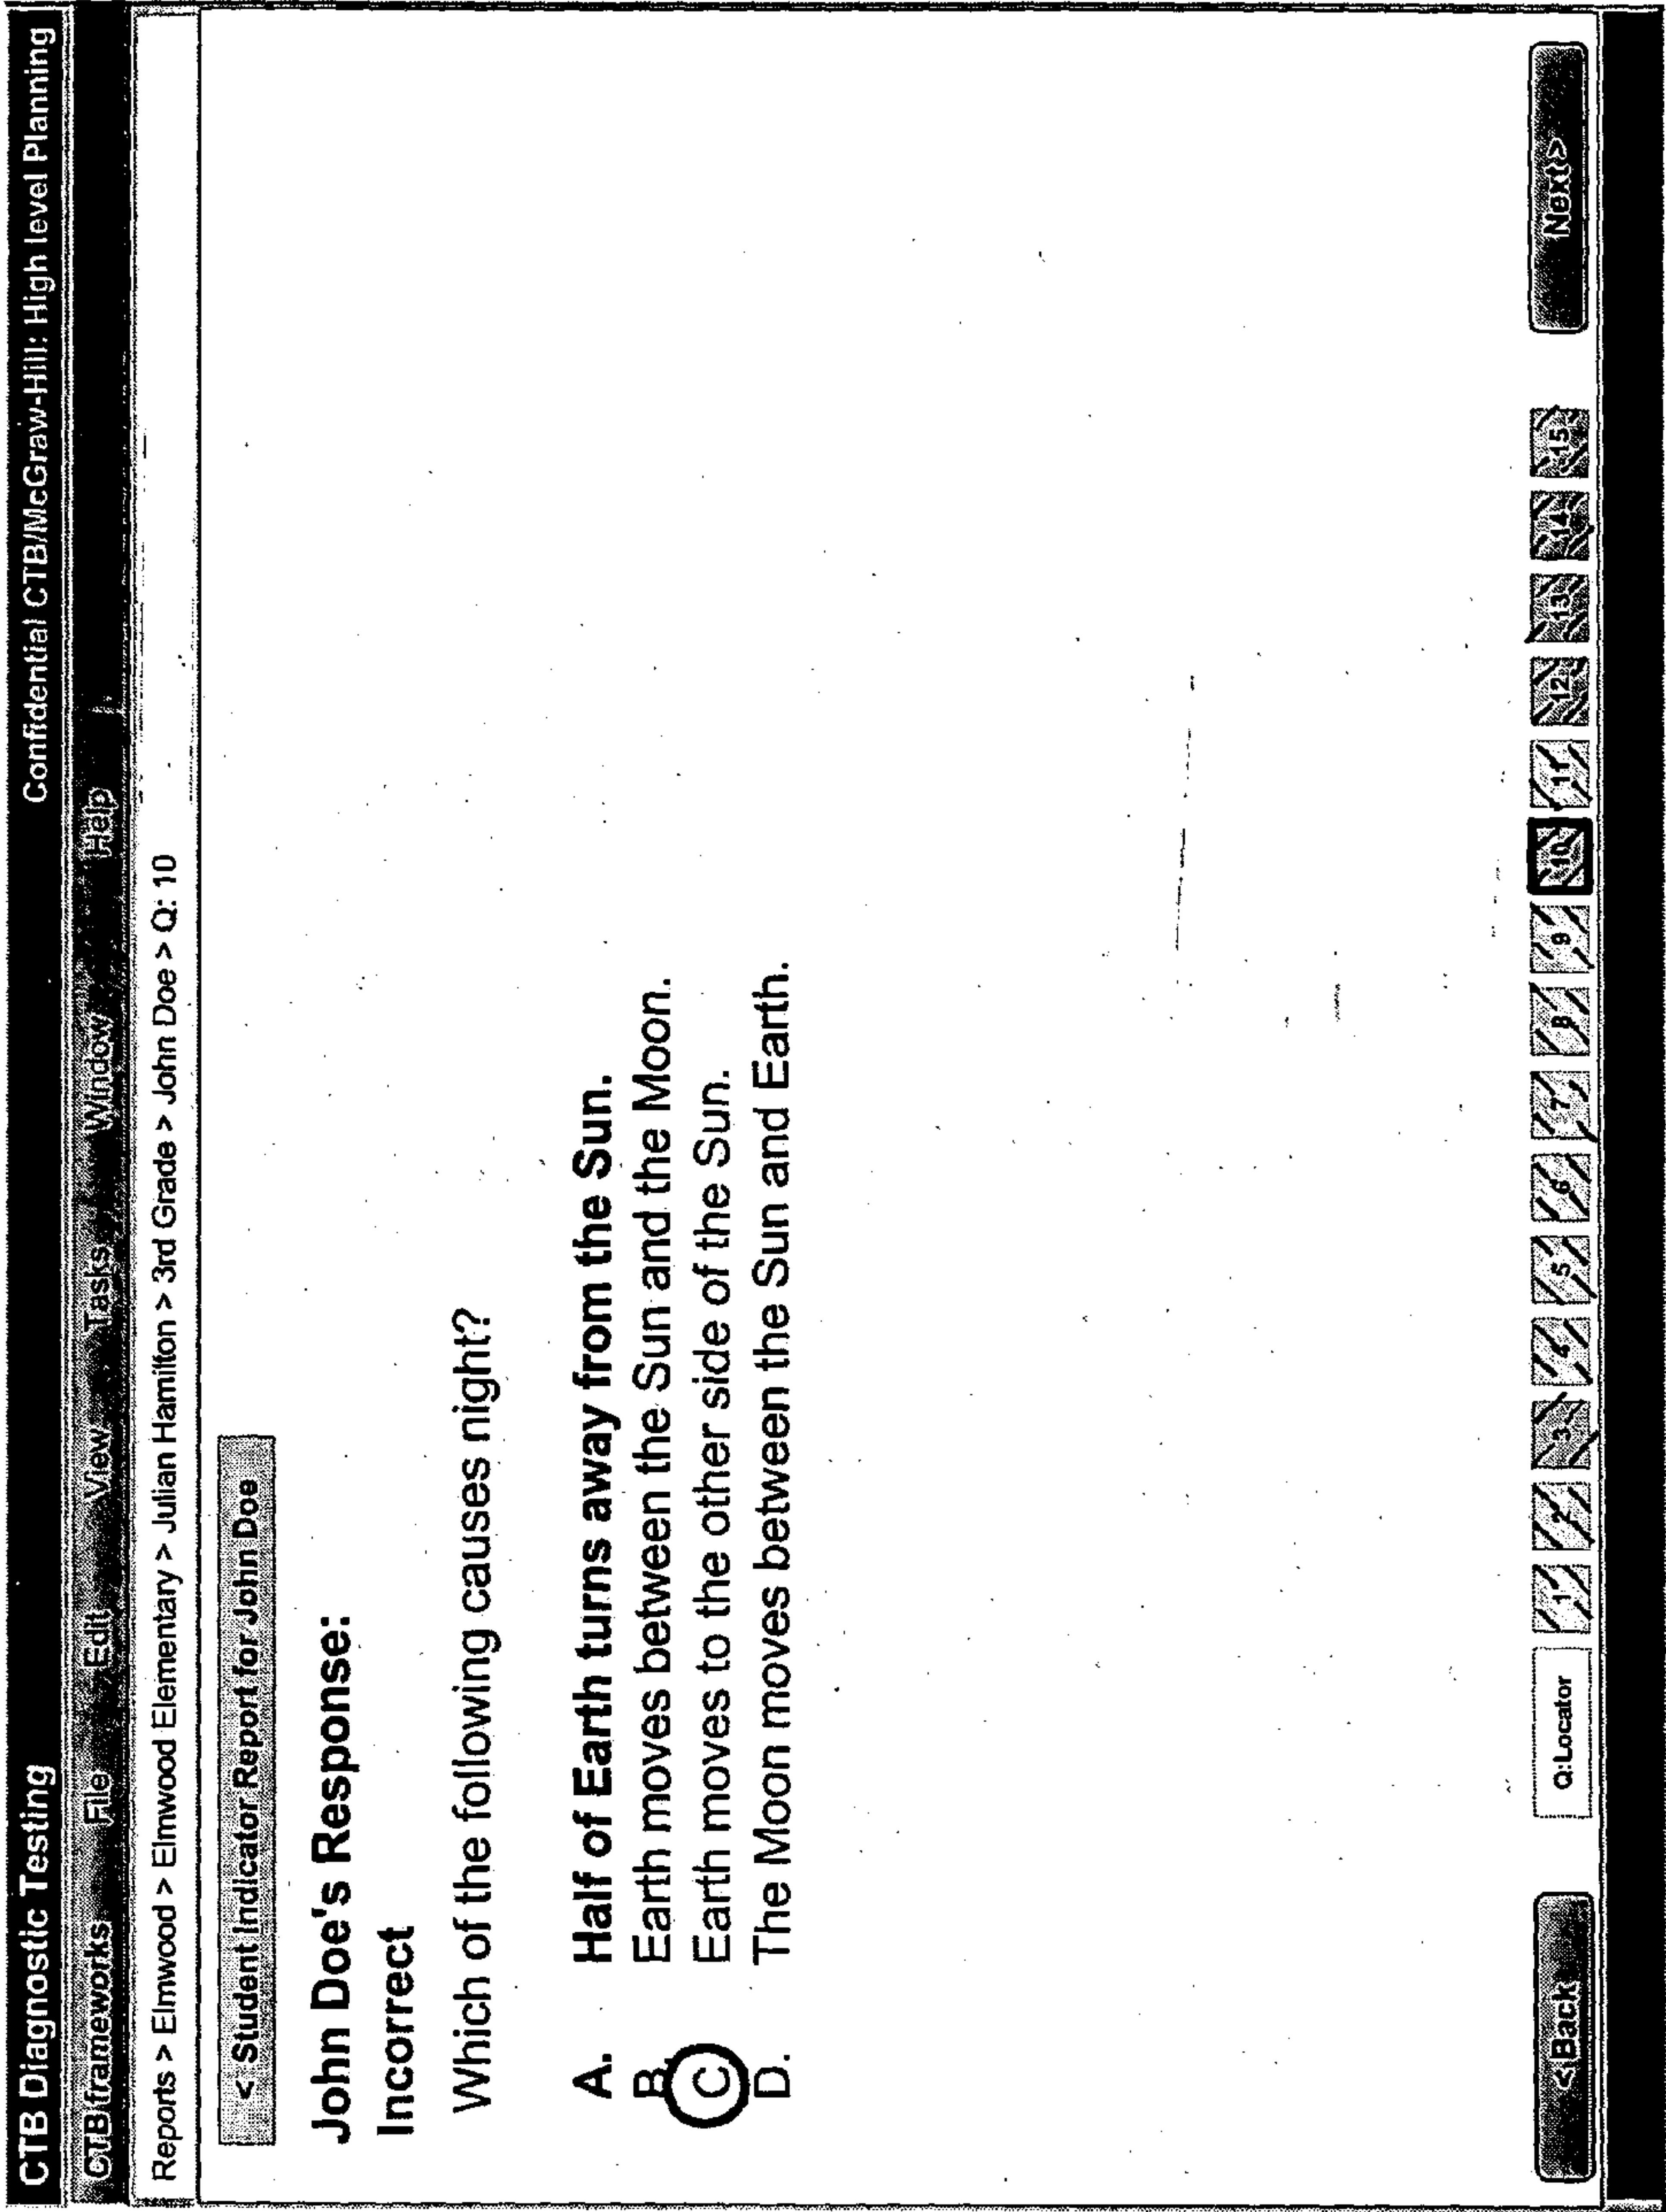 CTB Diagnostic Testing Confidential CTB/McGraw-Hill: High level Planning
CTB frameworks File Edit View Tasks Window Help
Reports > Elmwood > Elmwood Elementary > Julian Hamilton > 3rd Grade > John Doe > Q: 10
< Student Indicator Report for John Doe
John Doe's Response:
Incorrect
Which of the following causes night?
A. Half of Earth turns away from the Sun.
B. Earth moves between the Sun and the Moon.
C Earth moves to the other side of the Sun.
D. The Moon moves between the Sun and Earth.
<Back Q:Locator 1 2 3 4 5 6 7 8 9 10 11 12 13 14 15 Next>